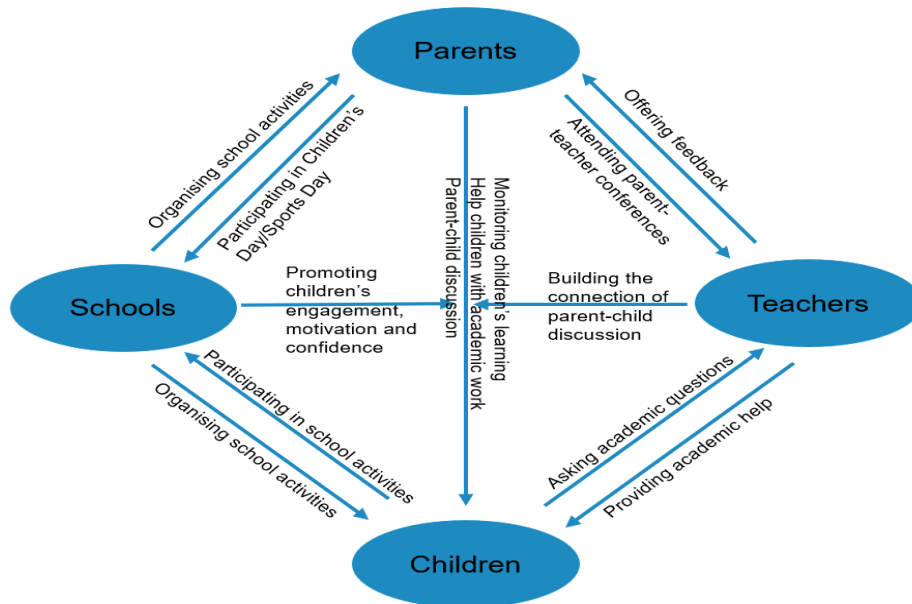 Parents
Organising school activities
Participating in Children's
Day/Sports Day
Offering feedback
Attending parent-
teacher conferences
Monitoring children's learning
Help children with academic work
Parent-child discussion
Schools
Promoting
children's
engagement,
motivation and
confidence
Building the
connection of
parent-child
discussion
Teachers
Participating in school activities
Organising school activities
Asking academic questions
Providing academic help
Children